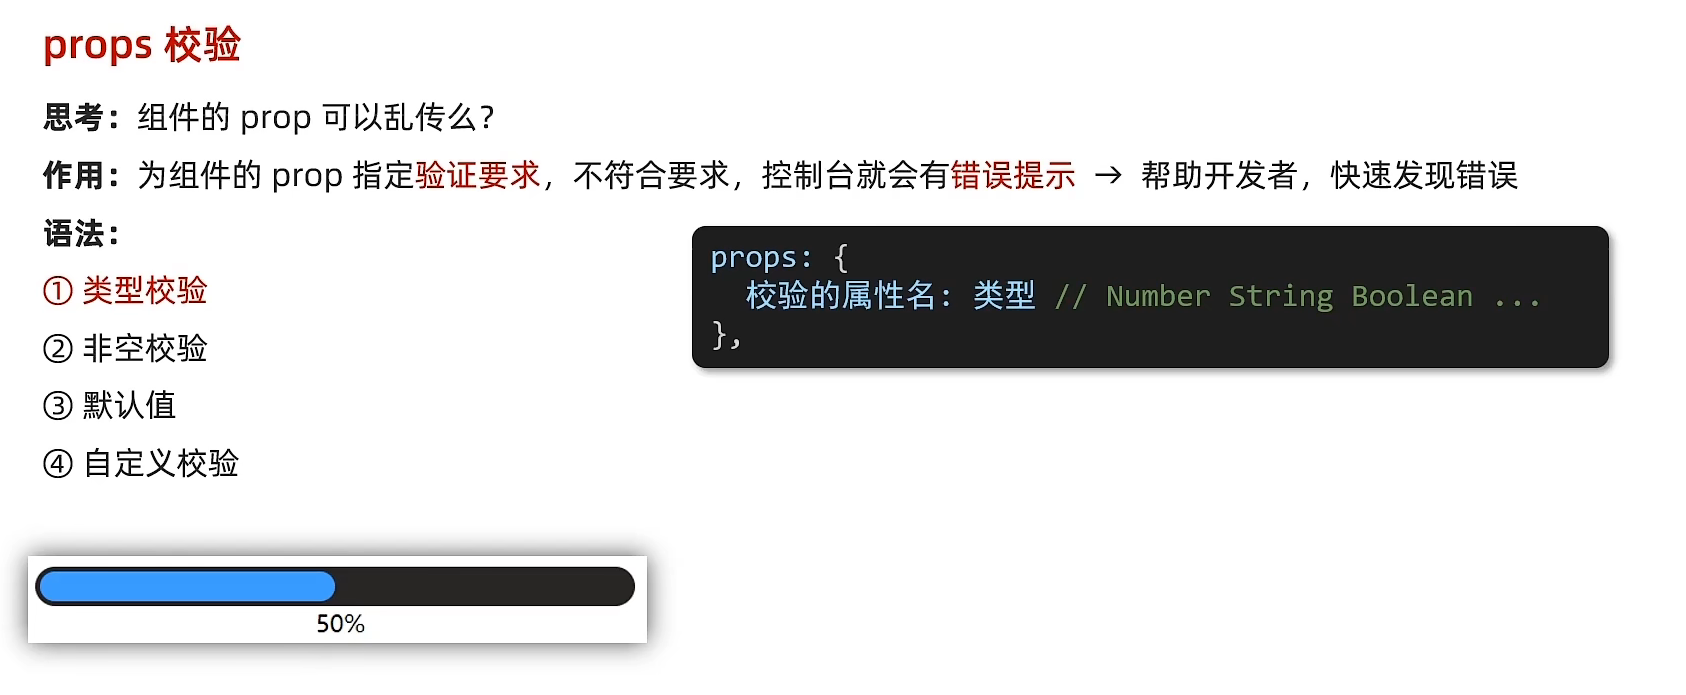 props 校验
思考：组件的 prop 可以乱传么？
作用：为组件的 prop 指定验证要求，不符合要求，控制台就会有错误提示 → 帮助开发者，快速发现错误
语法：
① 类型校验
② 非空校验
③ 默认值
④ 自定义校验
props: {
校验的属性名: 类型 // Number String Boolean ...
},
50%